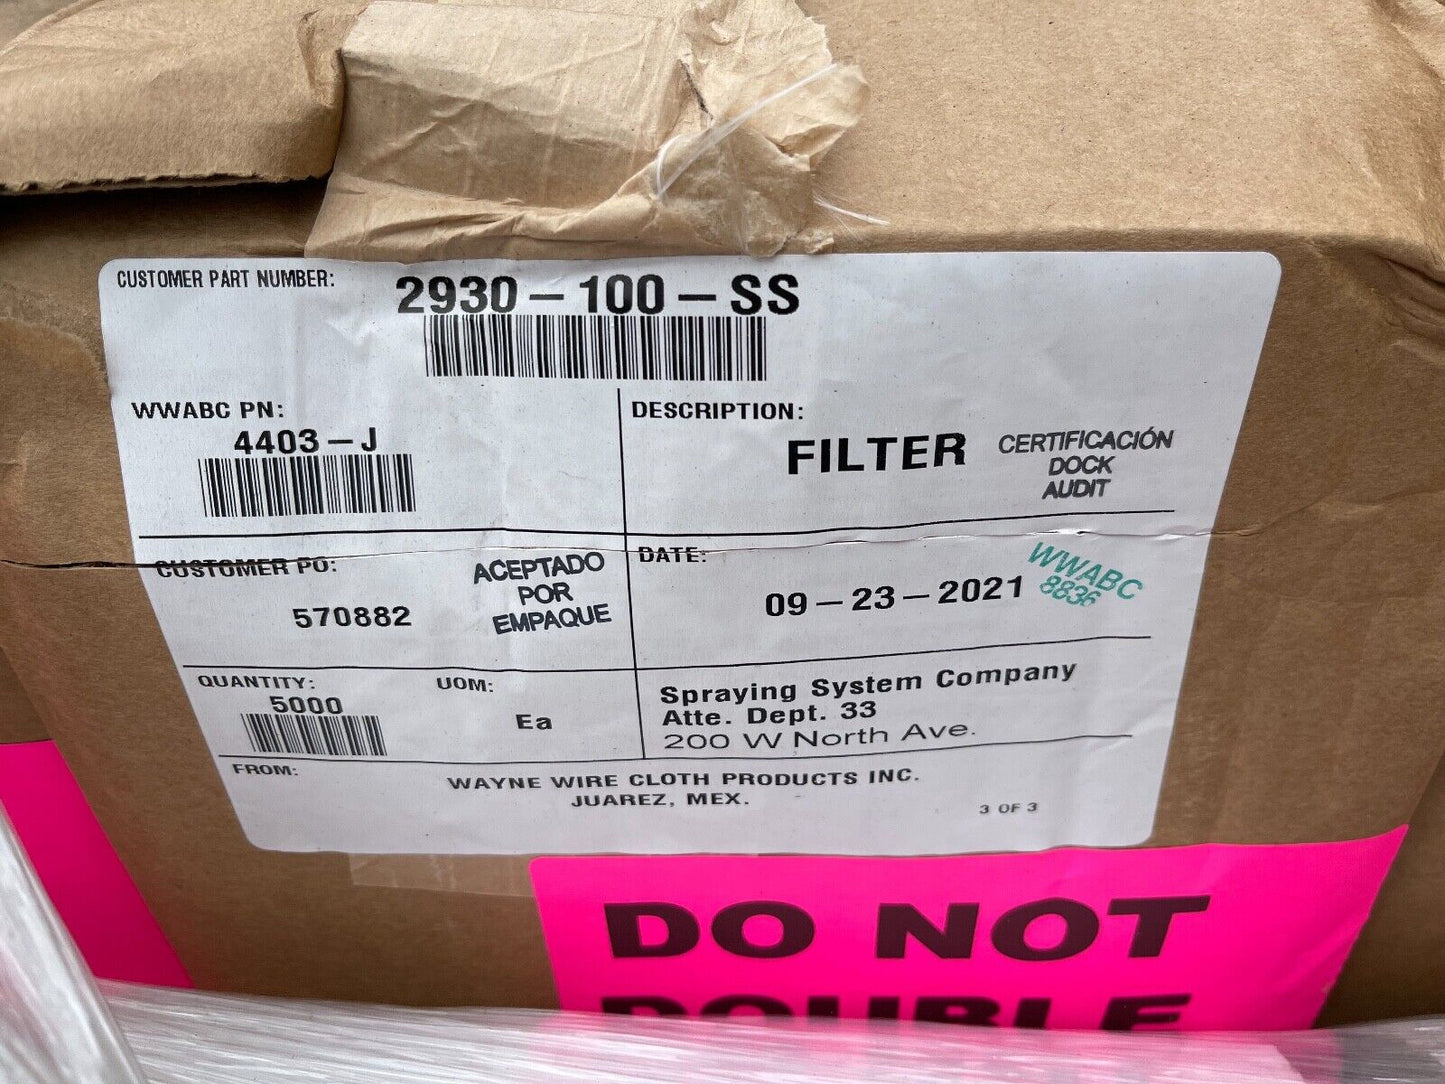 CUSTOMER PART NUMBER:
2930-100-SS
WWABC PN:
4403-J
DESCRIPTION:
FILTER
CERTIFICACIÓN
DOCK
AUDIT
CUSTOMER PO:
570882
ACEPTADO
POR
EMPAQUE
DATE:
09-23-2021
WWABC
8836
QUANTITY:
5000
UOM:
Ea
Spraying System Company
Atte. Dept. 33
200 W North Ave.
FROM:
WAYNE WIRE CLOTH PRODUCTS INC.
JUAREZ, MEX.
3 OF 3
DO NOT
DOUBLE